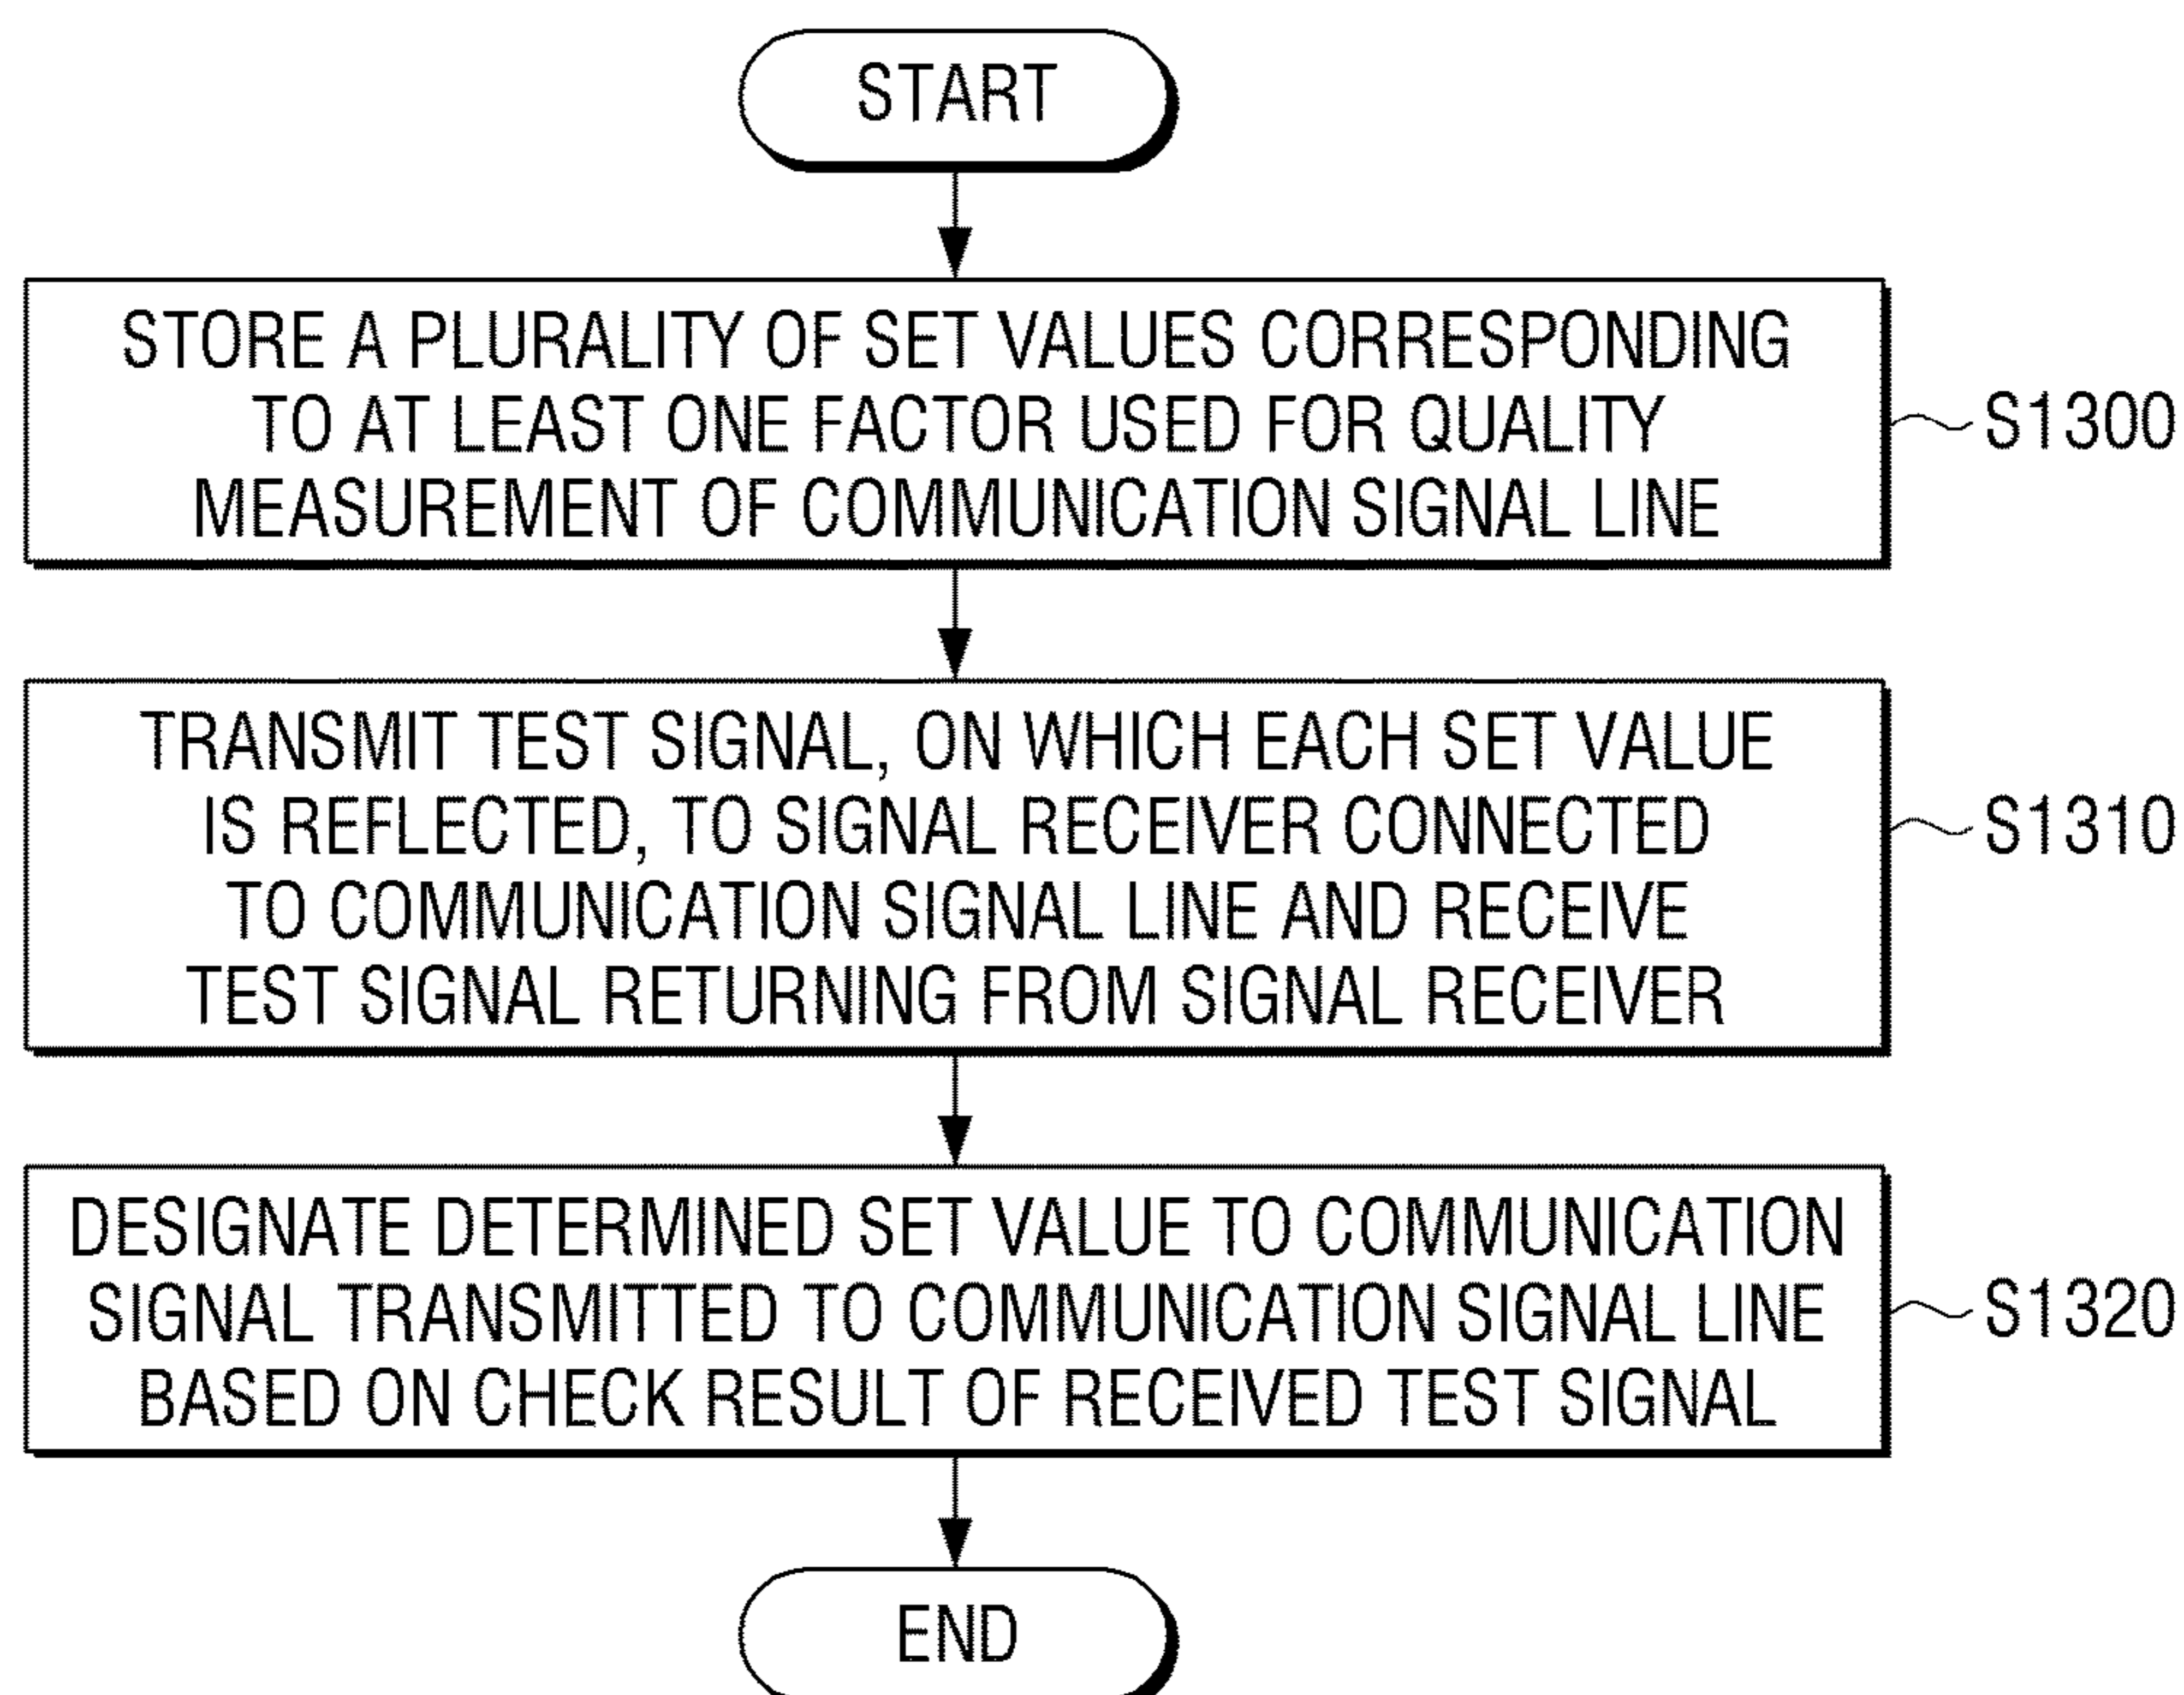 START
STORE A PLURALITY OF SET VALUES CORRESPONDING
TO AT LEAST ONE FACTOR USED FOR QUALITY
MEASUREMENT OF COMMUNICATION SIGNAL LINE
S1300
TRANSMIT TEST SIGNAL, ON WHICH EACH SET VALUE
IS REFLECTED, TO SIGNAL RECEIVER CONNECTED
TO COMMUNICATION SIGNAL LINE AND RECEIVE
TEST SIGNAL RETURNING FROM SIGNAL RECEIVER
S1310
DESIGNATE DETERMINED SET VALUE TO COMMUNICATION
SIGNAL TRANSMITTED TO COMMUNICATION SIGNAL LINE
BASED ON CHECK RESULT OF RECEIVED TEST SIGNAL
S1320
END